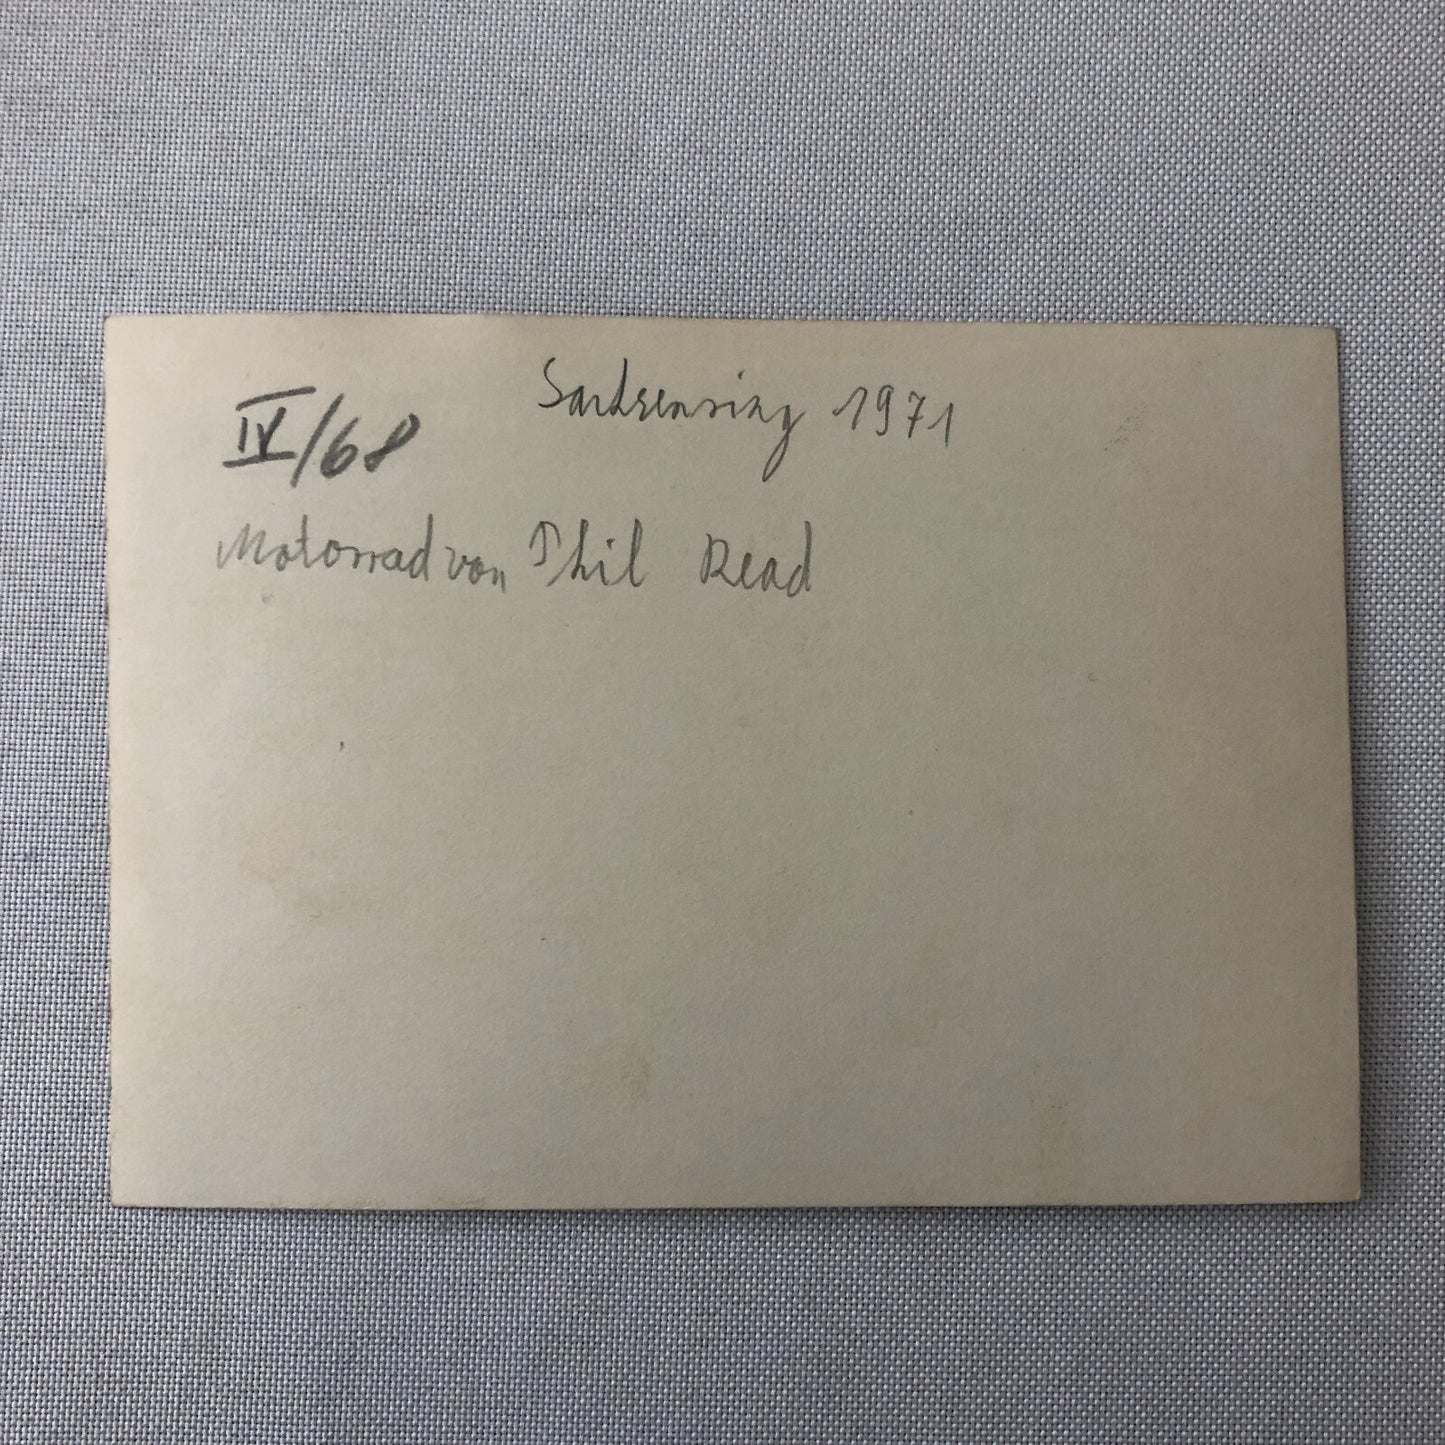 Sachsenring 1971
IV/68
Motorrad von Phil Read